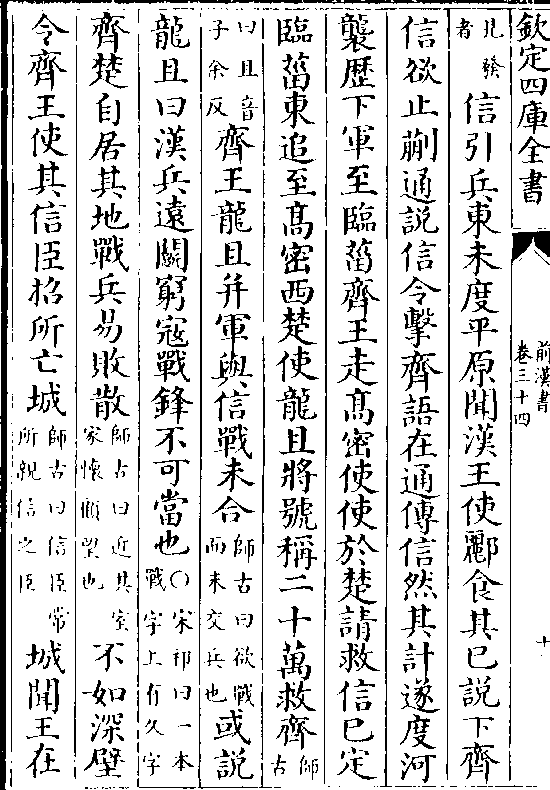 欽定四庫全書
前漢書
卷三十四
十
見發
者
信引兵東未度平原聞漢王使酈食其已說下齊
信欲止蒯通說信令擊齊語在通傳信然其計遂度河
襲歷下軍至臨菑齊王走高密使使於楚請救信已定
臨菑東追至高密西楚使龍且將號稱二十萬救齊師古
曰且音
子余反
齊王龍且并軍與信戰未合師古曰欲戰
而未交兵也
或說
龍且曰漢兵遠鬬窮寇戰鋒不可當也○宋祁曰一本
戰字上有久字
齊楚自居其地戰兵易敗散師古曰近其室
家懷顧望也
不如深壁
令齊王使其信臣招所亡城師古曰信臣常
所親信之臣
城聞王在